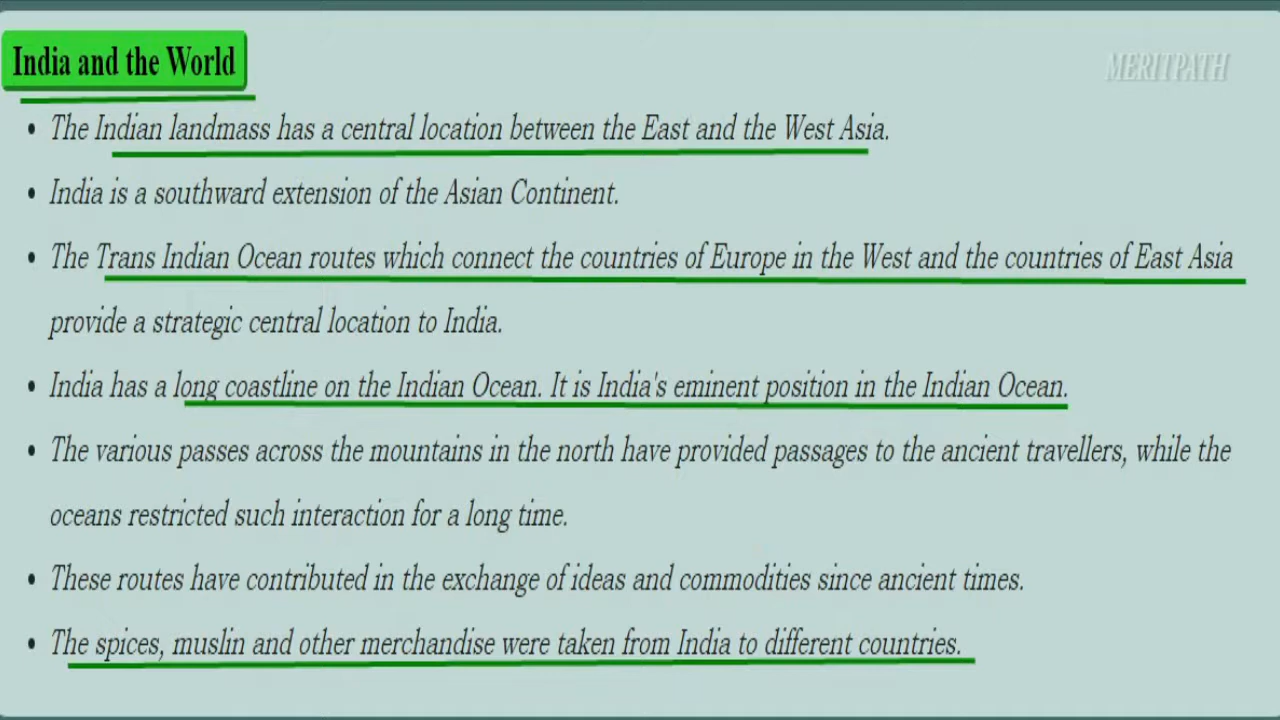 India and the World
MERITPATH
• The Indian landmass has a central location between the East and the West Asia.
• India is a southward extension of the Asian Continent.
• The Trans Indian Ocean routes which connect the countries of Europe in the West and the countries of East Asia
provide a strategic central location to India.
• India has a long coastline on the Indian Ocean. It is India's eminent position in the Indian Ocean.
• The various passes across the mountains in the north have provided passages to the ancient travellers, while the
oceans restricted such interaction for a long time.
• These routes have contributed in the exchange of ideas and commodities since ancient times.
• The spices, muslin and other merchandise were taken from India to different countries.